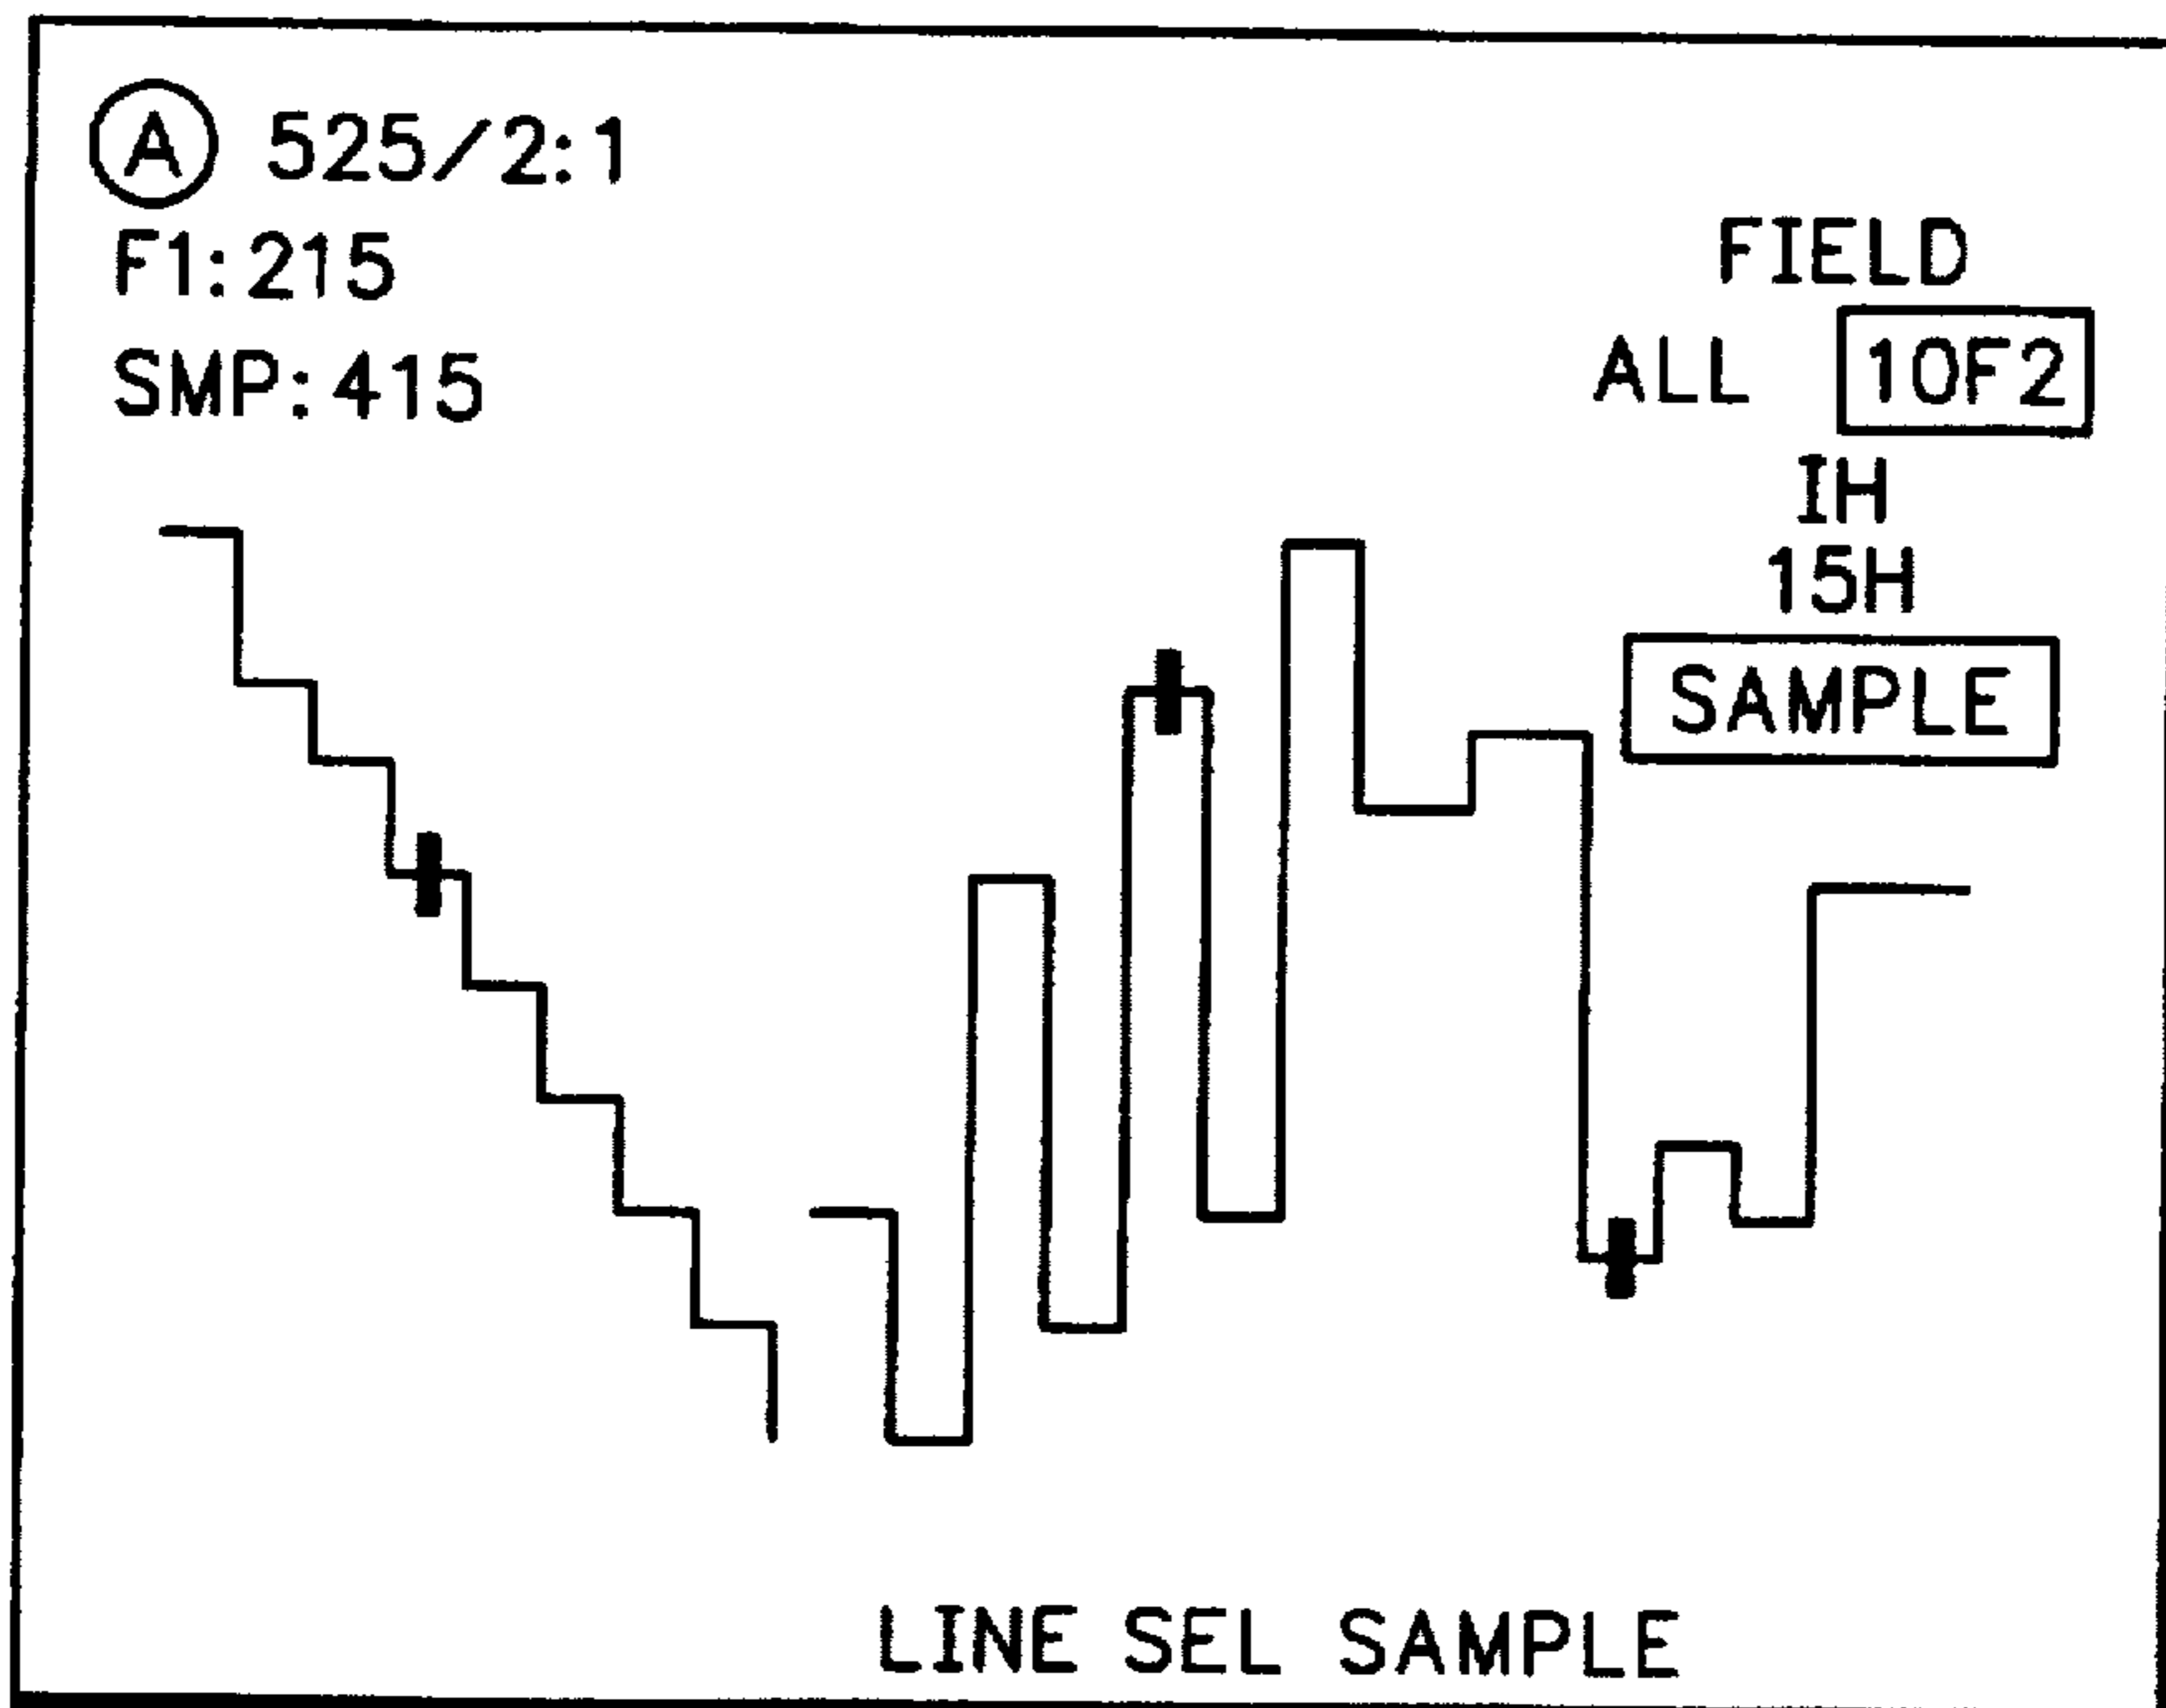 Ⓐ 525/2:1
F1:215
SMP:415
FIELD
ALL 1OF2
IH
15H
SAMPLE
LINE SEL SAMPLE